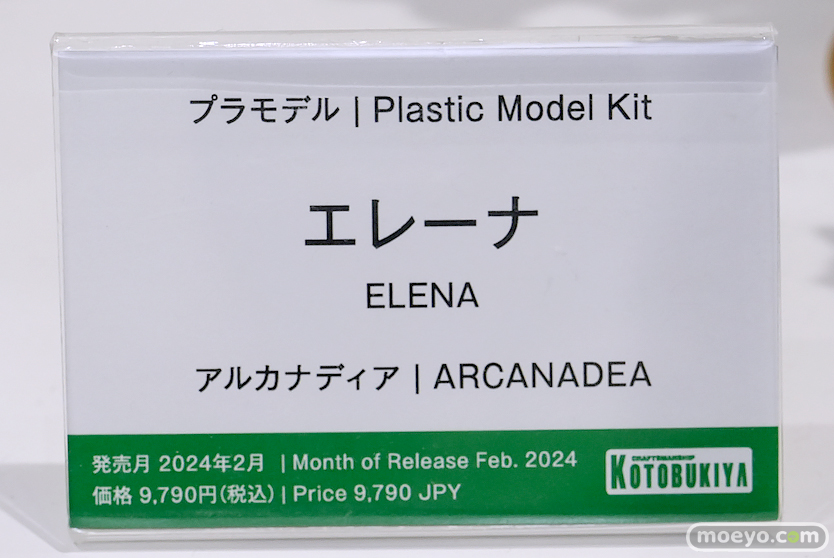 プラモデル | Plastic Model Kit
エレーナ
ELENA
アルカナディア | ARCANADEA
発売月 2024年2月 | Month of Release Feb. 2024
価格 9,790円(税込) | Price 9,790 JPY
CRAFTSMANSHIP
KOTOBUKIYA
moeyo.com